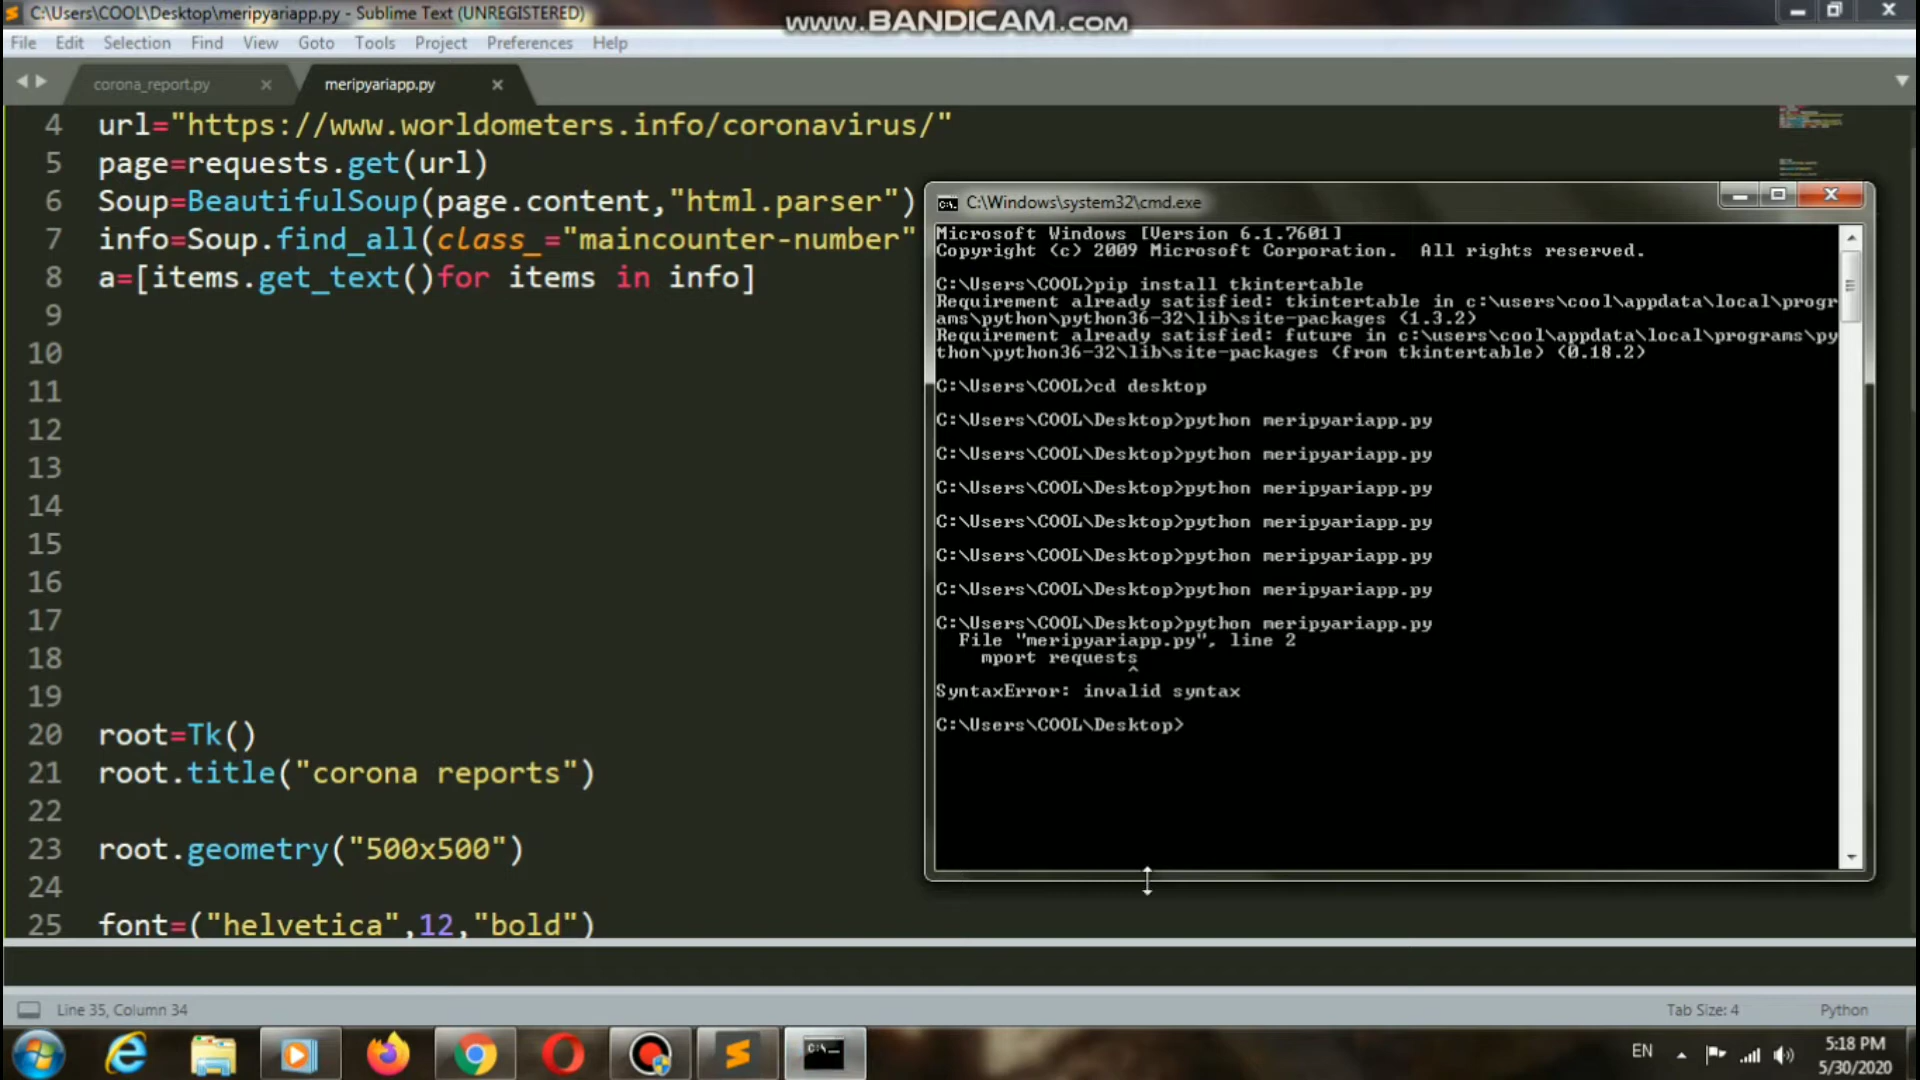 C:\Users\COOL\Desktop\meripyariapp.py - Sublime Text (UNREGISTERED)
www.BANDICAM.com
File Edit Selection Find View Goto Tools Project Preferences Help
corona_report.py
meripyariapp.py
4 url="https://www.worldometers.info/coronavirus/"
5 page=requests.get(url)
6 Soup=BeautifulSoup(page.content,"html.parser")
7 info=Soup.find_all(class_="maincounter-number"
8 a=[items.get_text()for items in info]
9
10
11
12
13
14
15
16
17
18
19
20 root=Tk()
21 root.title("corona reports")
22
23 root.geometry("500x500")
24
25 font=("helvetica",12,"bold")
C:\Windows\system32\cmd.exe
Microsoft Windows [Version 6.1.7601]
Copyright (c) 2009 Microsoft Corporation.  All rights reserved.
C:\Users\COOL>pip install tkintertable
Requirement already satisfied: tkintertable in c:\users\cool\appdata\local\progr
ams\python\python36-32\lib\site-packages (1.3.2)
Requirement already satisfied: future in c:\users\cool\appdata\local\programs\py
thon\python36-32\lib\site-packages (from tkintertable) (0.18.2)
C:\Users\COOL>cd desktop
C:\Users\COOL\Desktop>python meripyariapp.py
C:\Users\COOL\Desktop>python meripyariapp.py
C:\Users\COOL\Desktop>python meripyariapp.py
C:\Users\COOL\Desktop>python meripyariapp.py
C:\Users\COOL\Desktop>python meripyariapp.py
C:\Users\COOL\Desktop>python meripyariapp.py
C:\Users\COOL\Desktop>python meripyariapp.py
File "meripyariapp.py", line 2
mport requests
^
SyntaxError: invalid syntax
C:\Users\COOL\Desktop>
Line 35, Column 34
Tab Size: 4
Python
EN
5:18 PM
5/30/2020